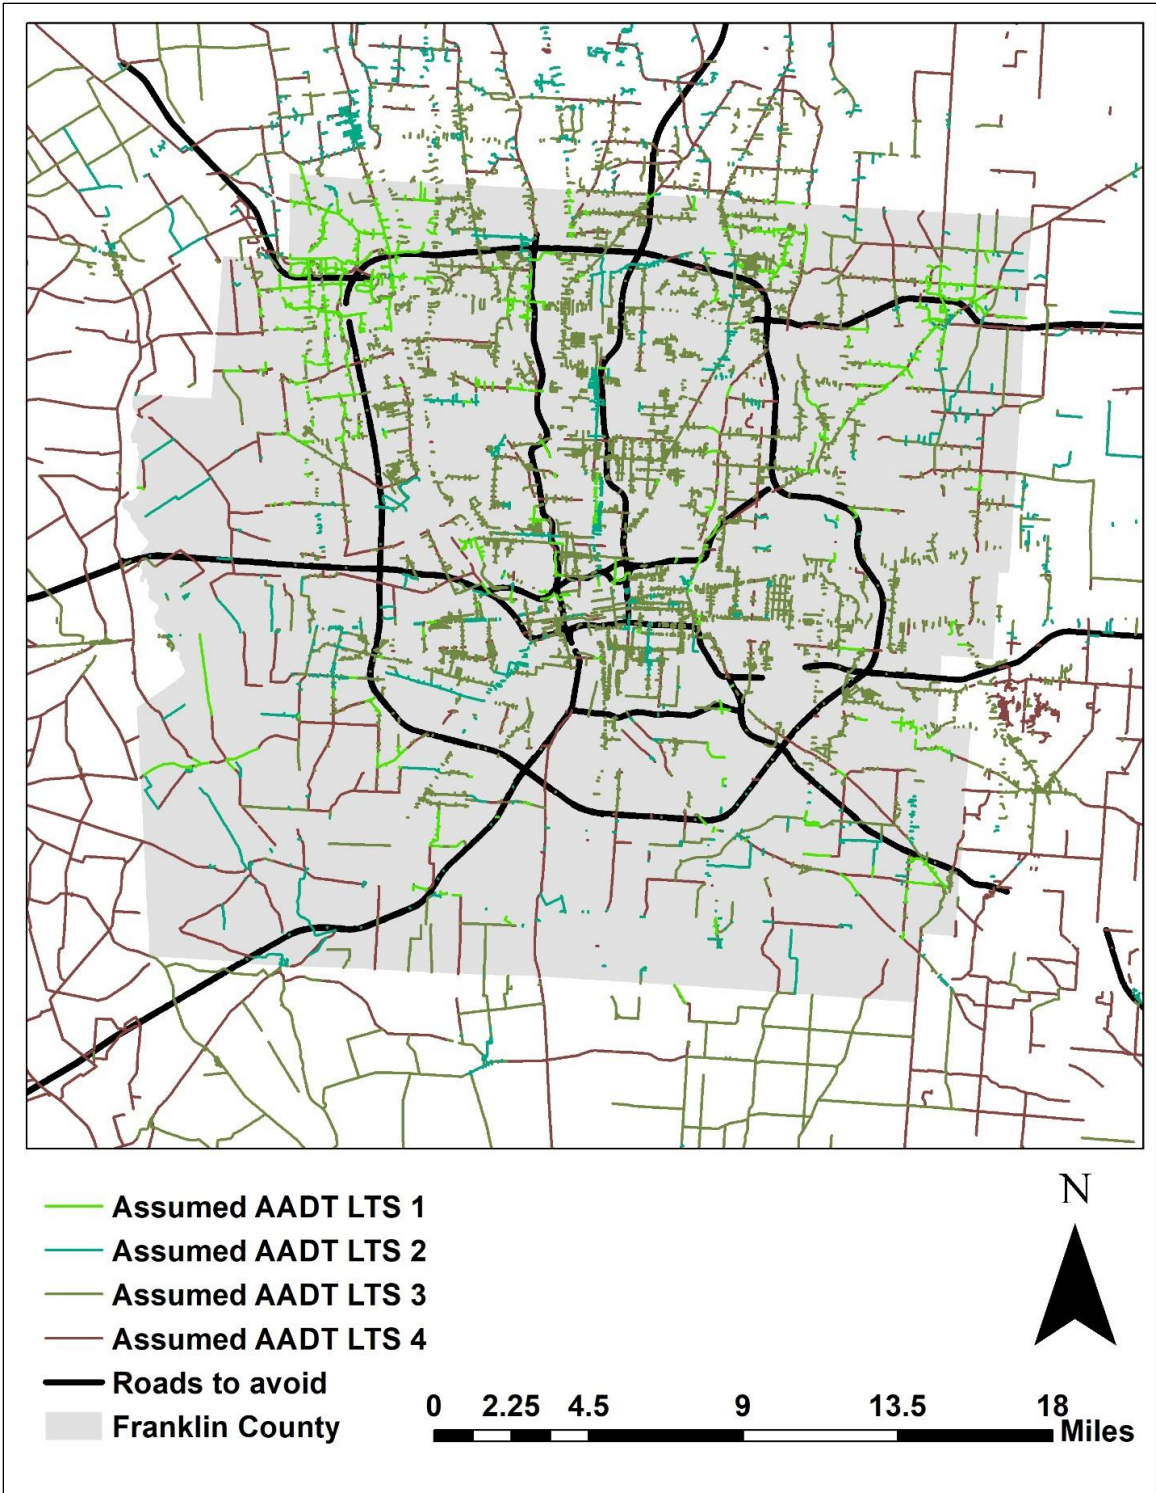 Assumed AADT LTS 1
Assumed AADT LTS 2
Assumed AADT LTS 3
Assumed AADT LTS 4
Roads to avoid
Franklin County
N
0 2.25 4.5 9 13.5 18
Miles